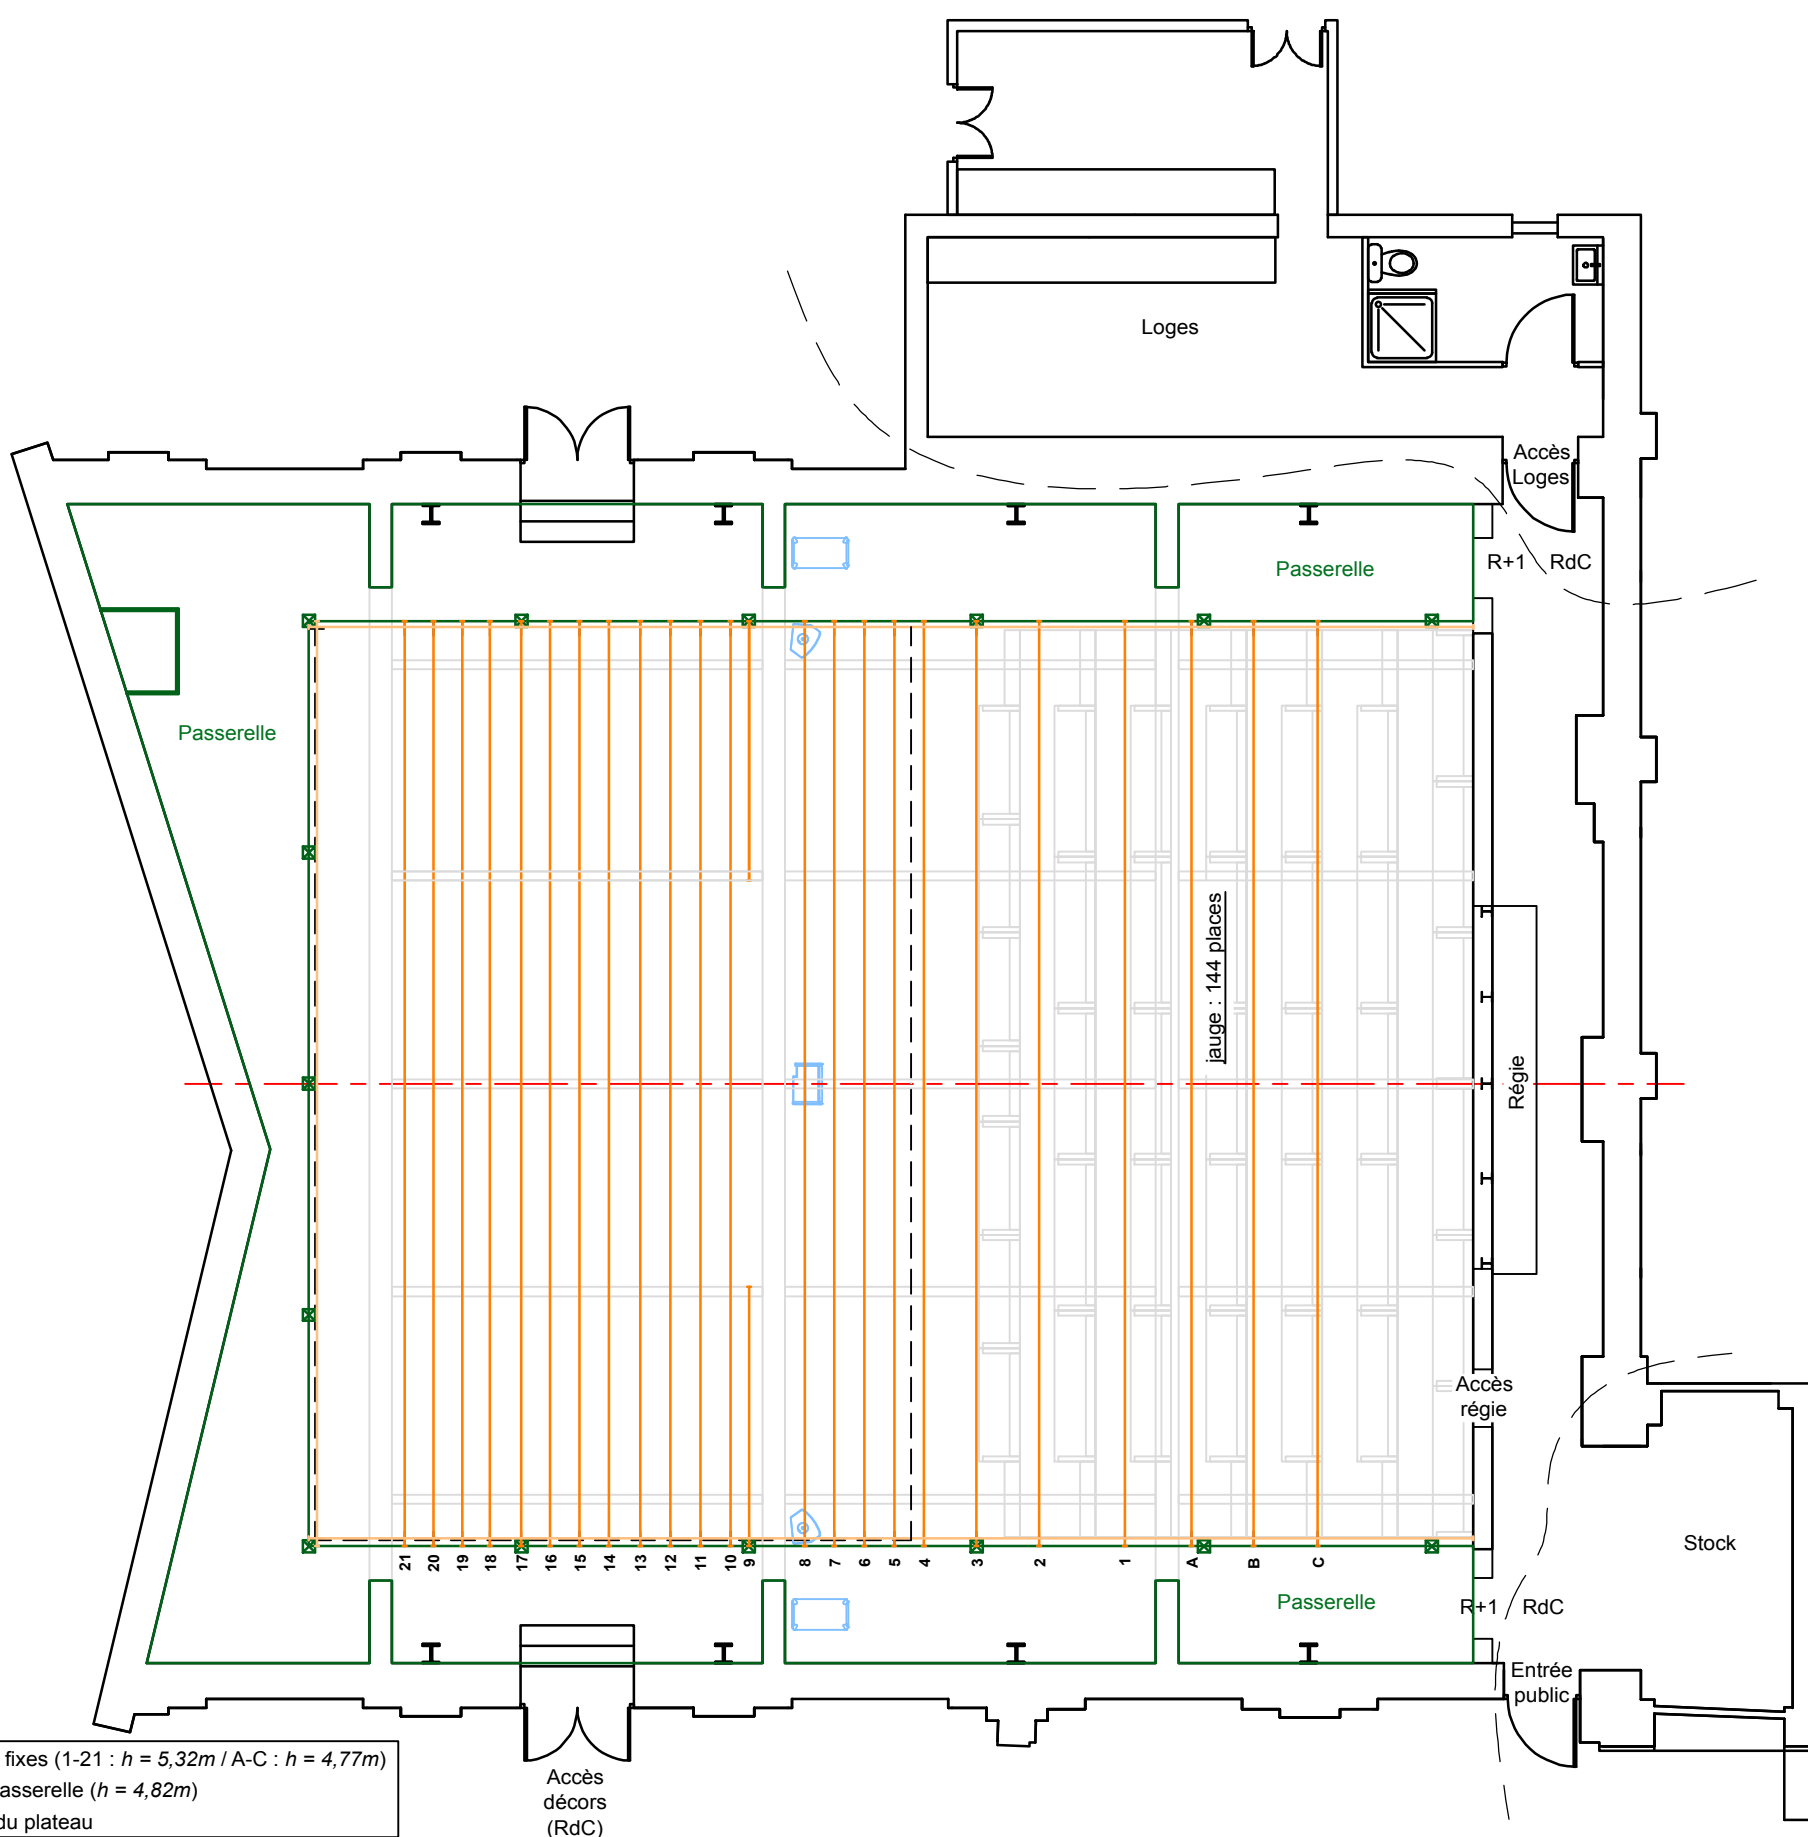 Loges
Accès
Loges
R+1
RdC
Passerelle
Passerelle
jauge : 144 places
Régie
Accès
régie
Stock
21
20
19
18
17
16
15
14
13
12
11
10
9
8
7
6
5
4
3
2
1
A
B
C
Passerelle
R+1
RdC
Entrée
public
fixes (1-21 : h = 5,32m / A-C : h = 4,77m)
asserelle (h = 4,82m)
du plateau
Accès
décors
(RdC)